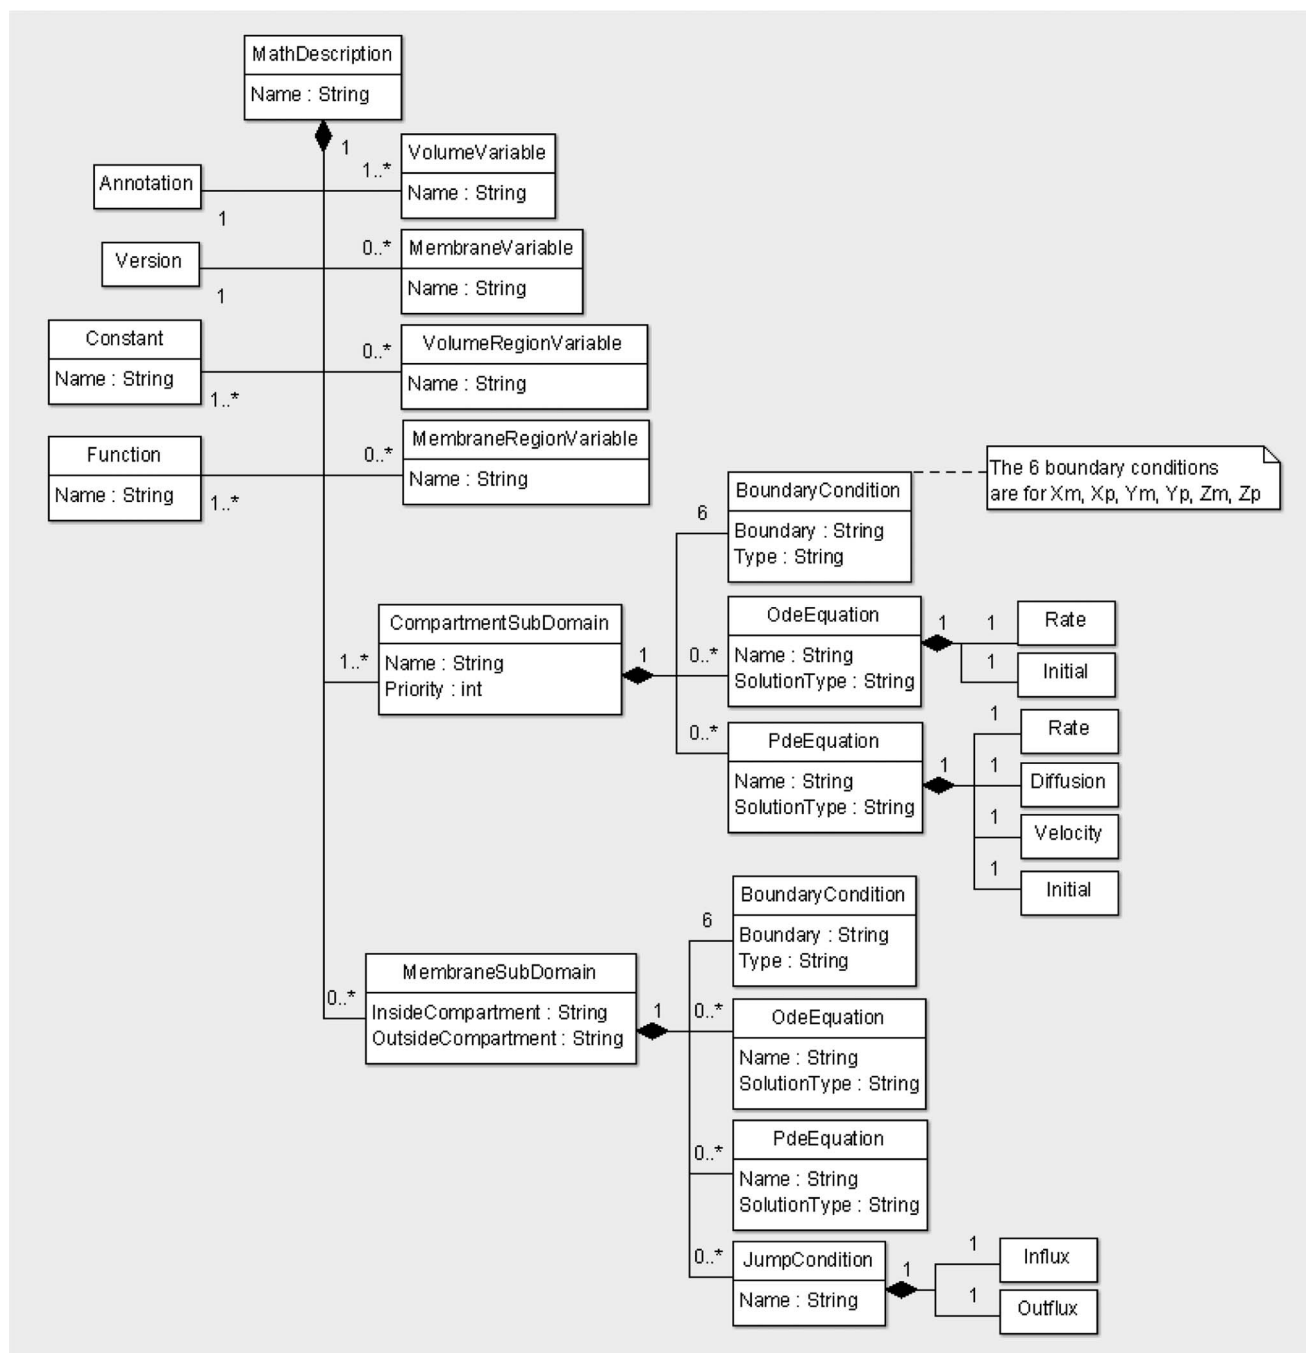 MathDescription
Name : String
1
Annotation
1
1..*
VolumeVariable
Name : String
Version
1
0..*
MembraneVariable
Name : String
Constant
Name : String
1..*
0..*
VolumeRegionVariable
Name : String
Function
Name : String
1..*
0..*
MembraneRegionVariable
Name : String
1..*
CompartmentSubDomain
Name : String
Priority : int
1
6
BoundaryCondition
Boundary : String
Type : String
The 6 boundary conditions
are for Xm, Xp, Ym, Yp, Zm, Zp
0..*
OdeEquation
Name : String
SolutionType : String
1
1
Rate
1
Initial
0..*
PdeEquation
Name : String
SolutionType : String
1
1
Rate
1
Diffusion
1
Velocity
1
Initial
0..*
MembraneSubDomain
InsideCompartment : String
OutsideCompartment : String
1
6
BoundaryCondition
Boundary : String
Type : String
0..*
OdeEquation
Name : String
SolutionType : String
0..*
PdeEquation
Name : String
SolutionType : String
0..*
JumpCondition
Name : String
1
1
Influx
1
Outflux